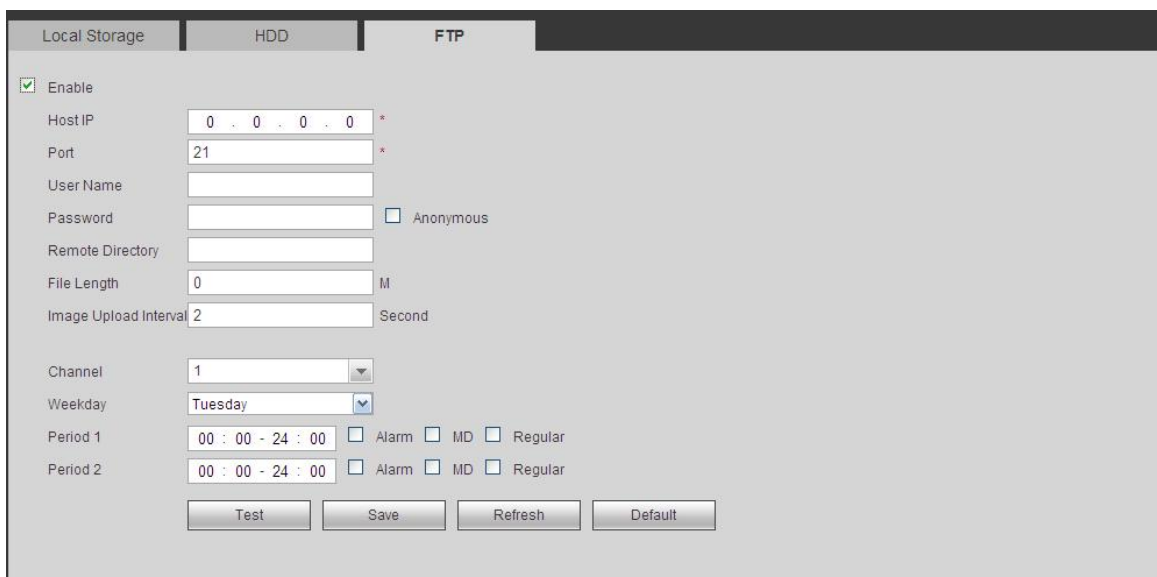 Local Storage HDD FTP
Enable
Host IP 0 . 0 . 0 . 0 *
Port 21 *
User Name
Password Anonymous
Remote Directory
File Length 0 M
Image Upload Interval 2 Second
Channel 1
Weekday Tuesday
Period 1 00 : 00 - 24 : 00 Alarm MD Regular
Period 2 00 : 00 - 24 : 00 Alarm MD Regular
Test Save Refresh Default